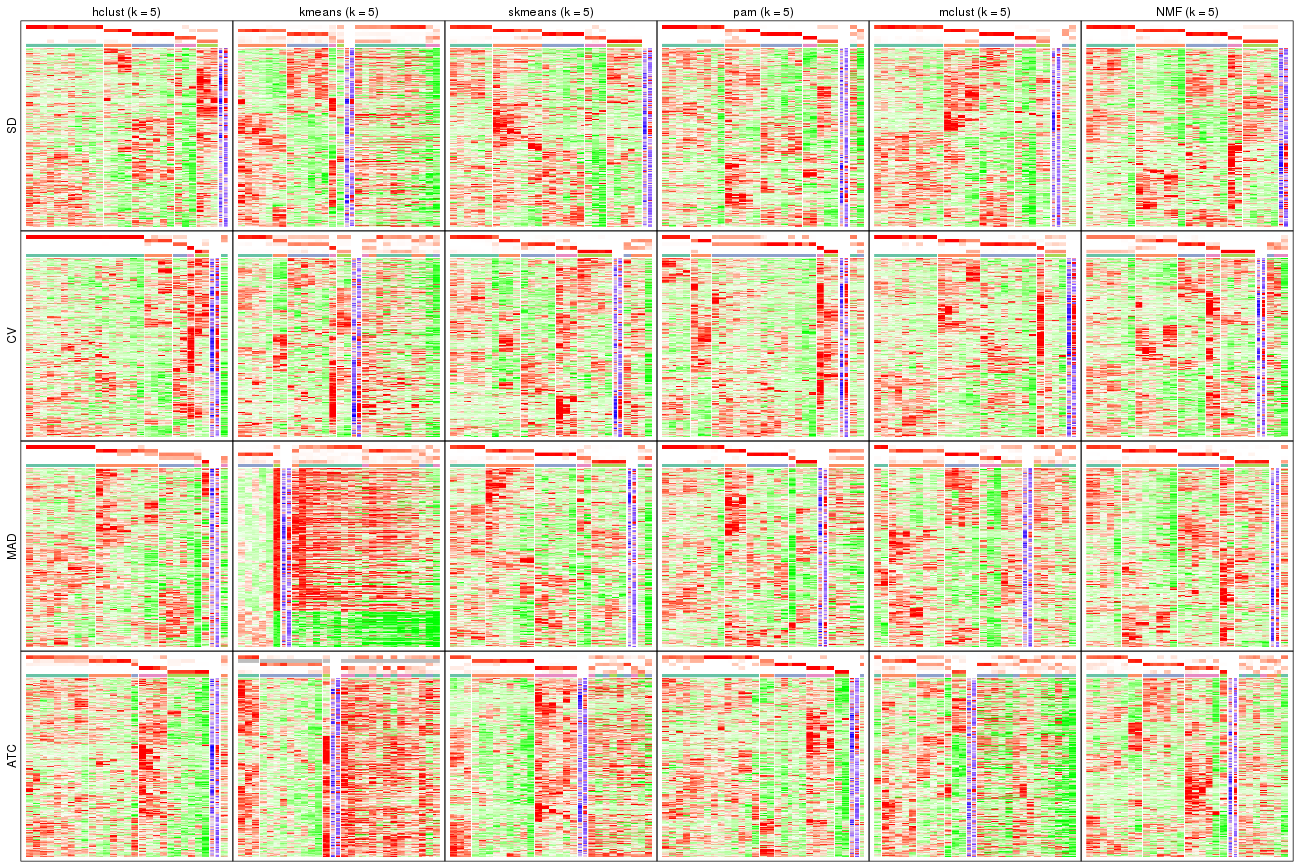 hclust (k = 5) kmeans (k = 5) skmeans (k = 5) pam (k = 5) mclust (k = 5) NMF (k = 5)
SD
CV
MAD
ATC